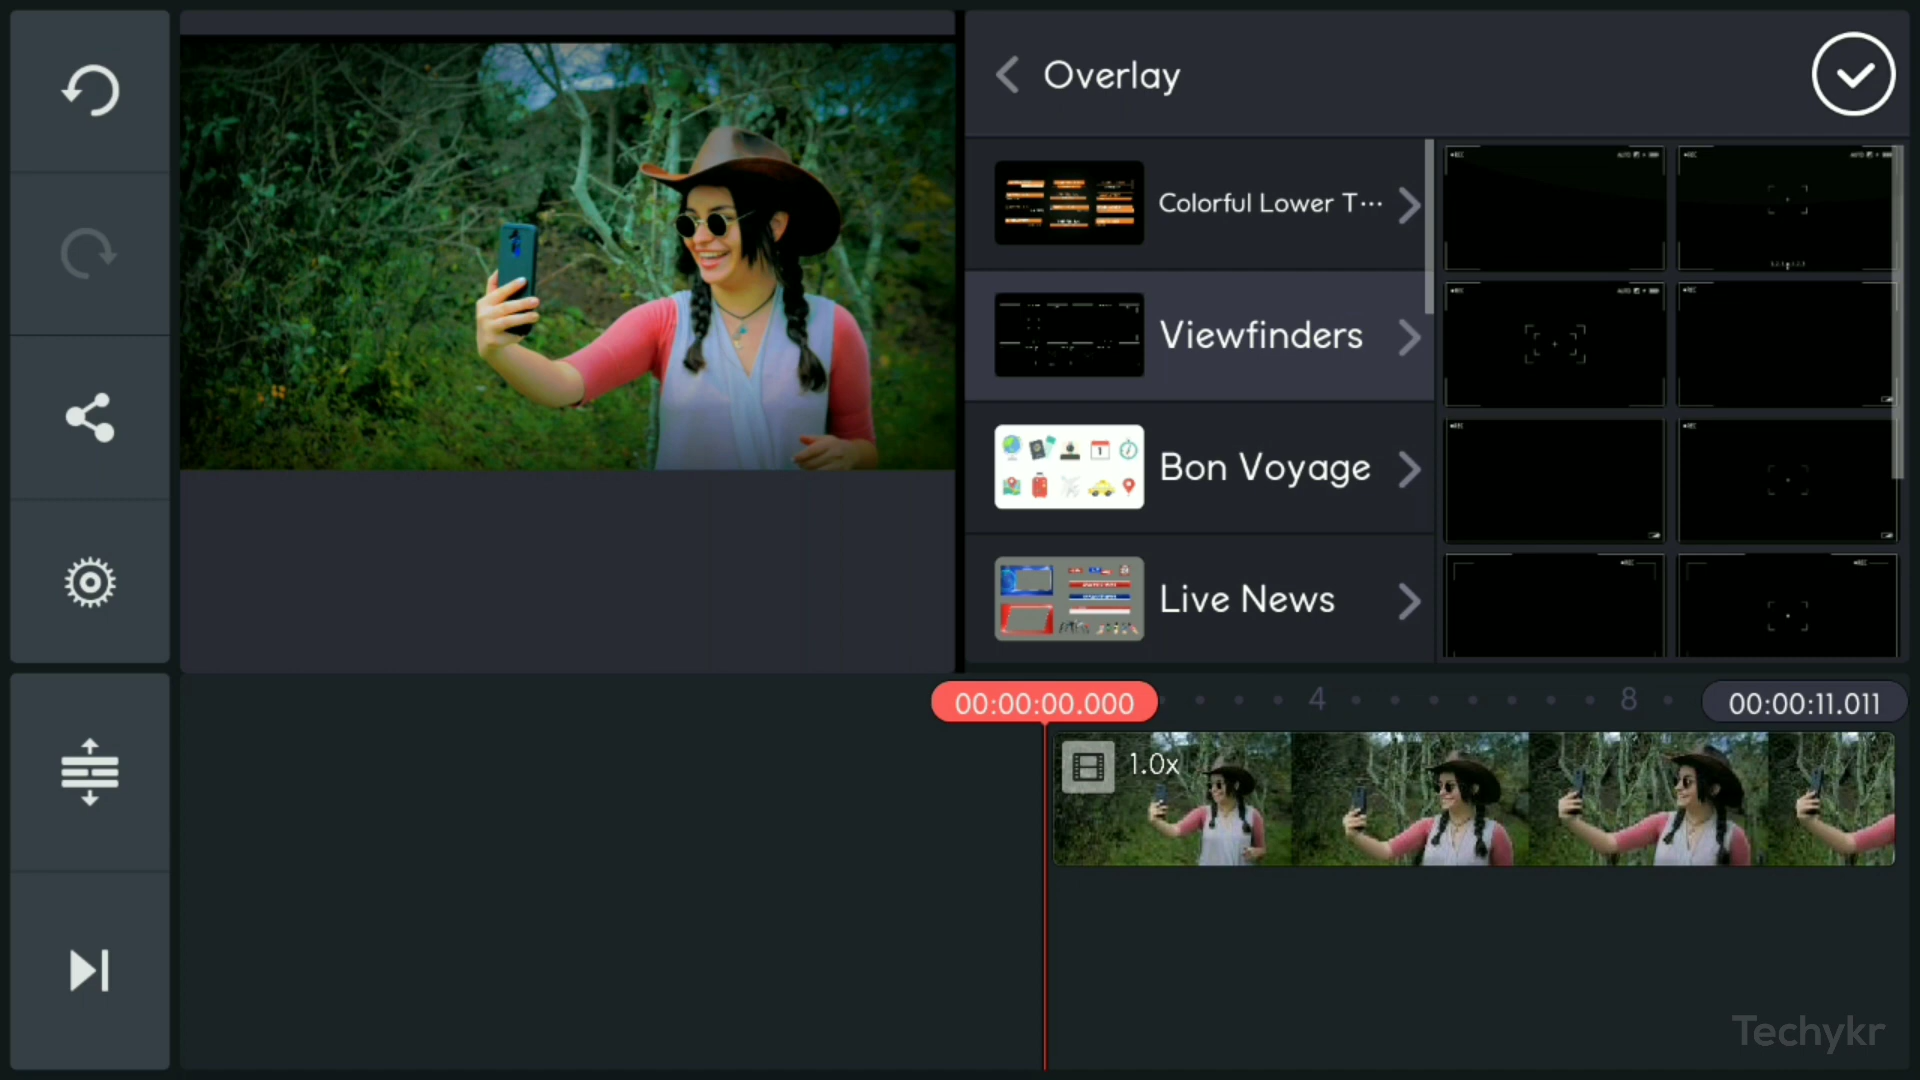 Overlay
Colorful Lower T...
Viewfinders
Bon Voyage
Live News
00:00:00.000
4
8
00:00:11.011
1.0x
Techykr